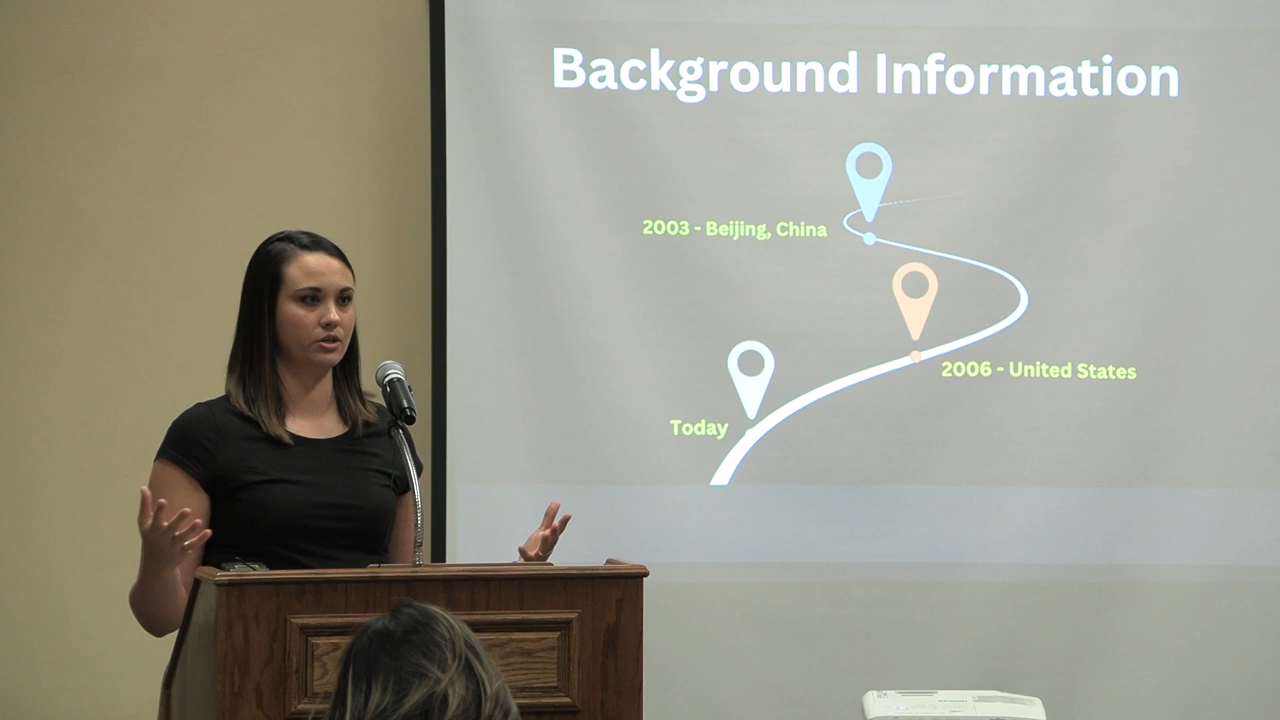 Background Information
2003 - Beijing, China
2006 - United States
Today